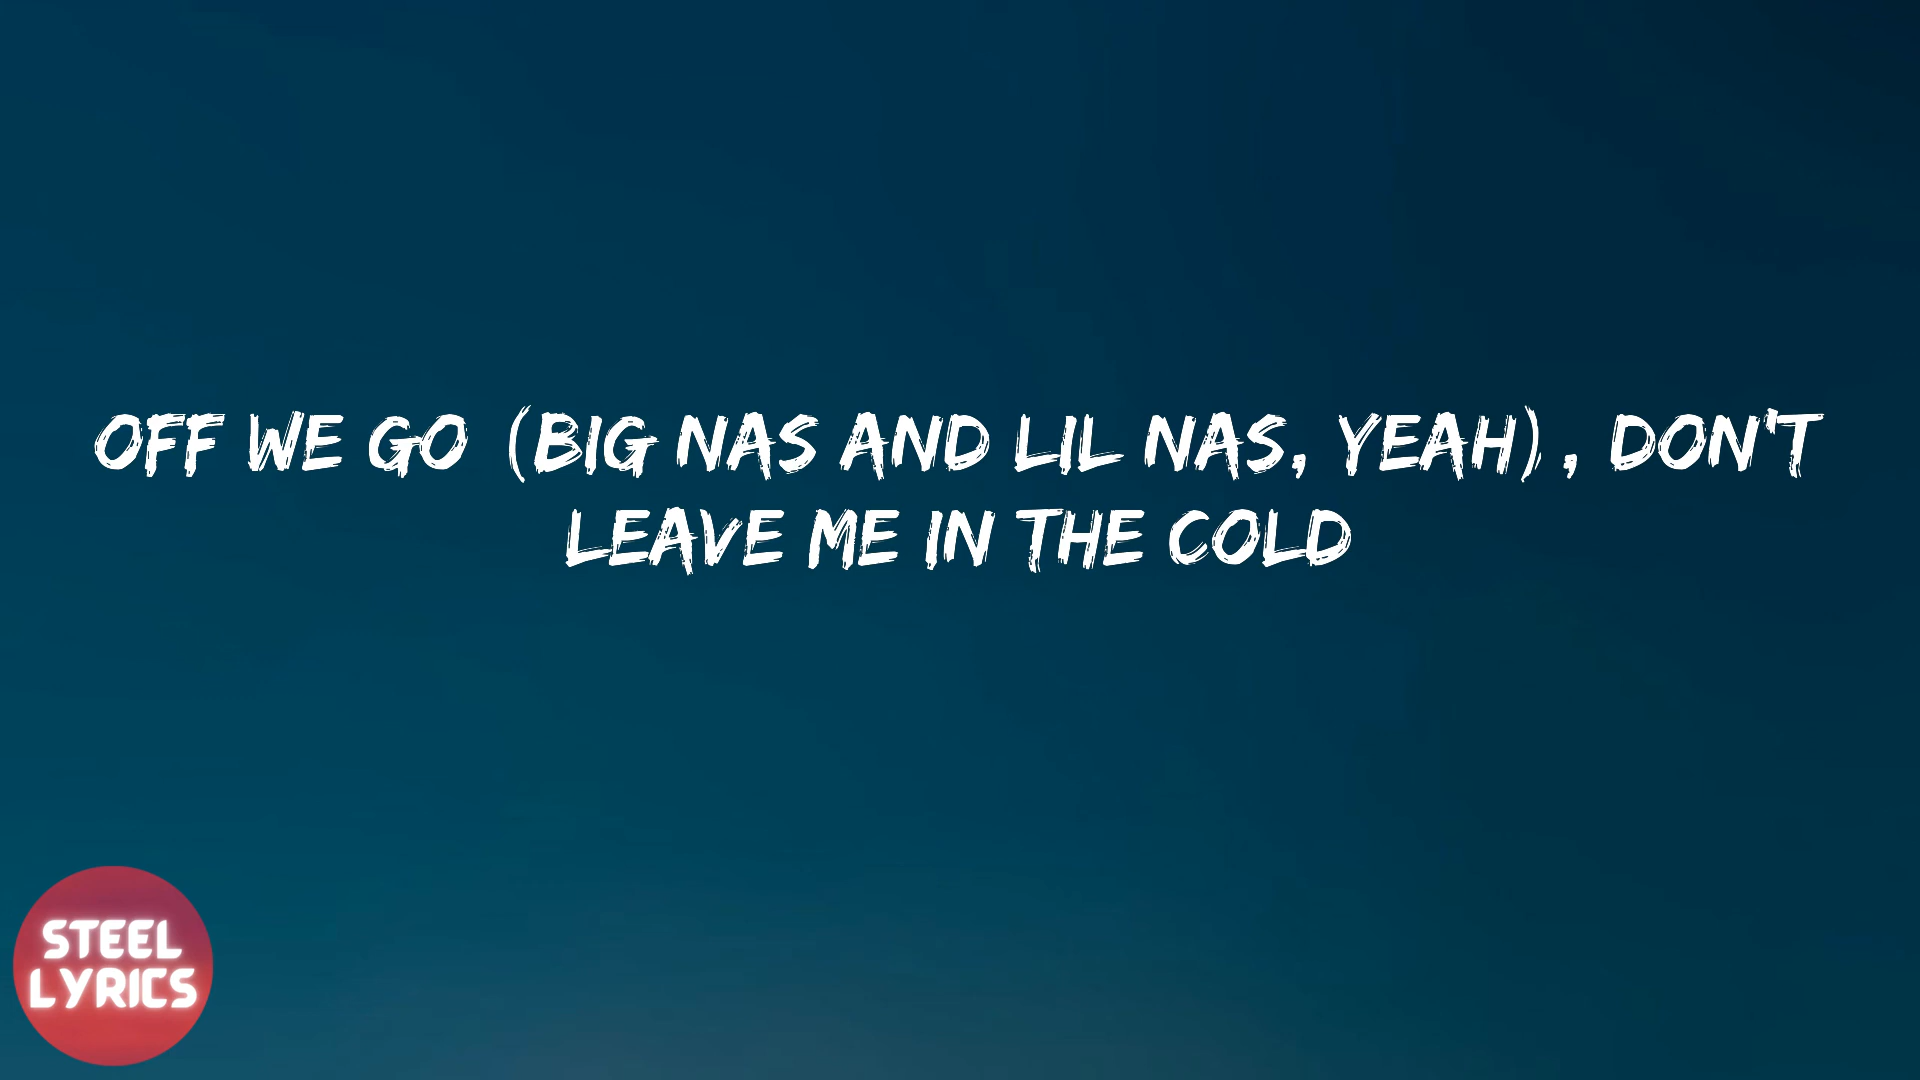 OFF WE GO (BIG NAS AND LIL NAS, YEAH) , DON'T
LEAVE ME IN THE COLD
STEEL
LYRICS